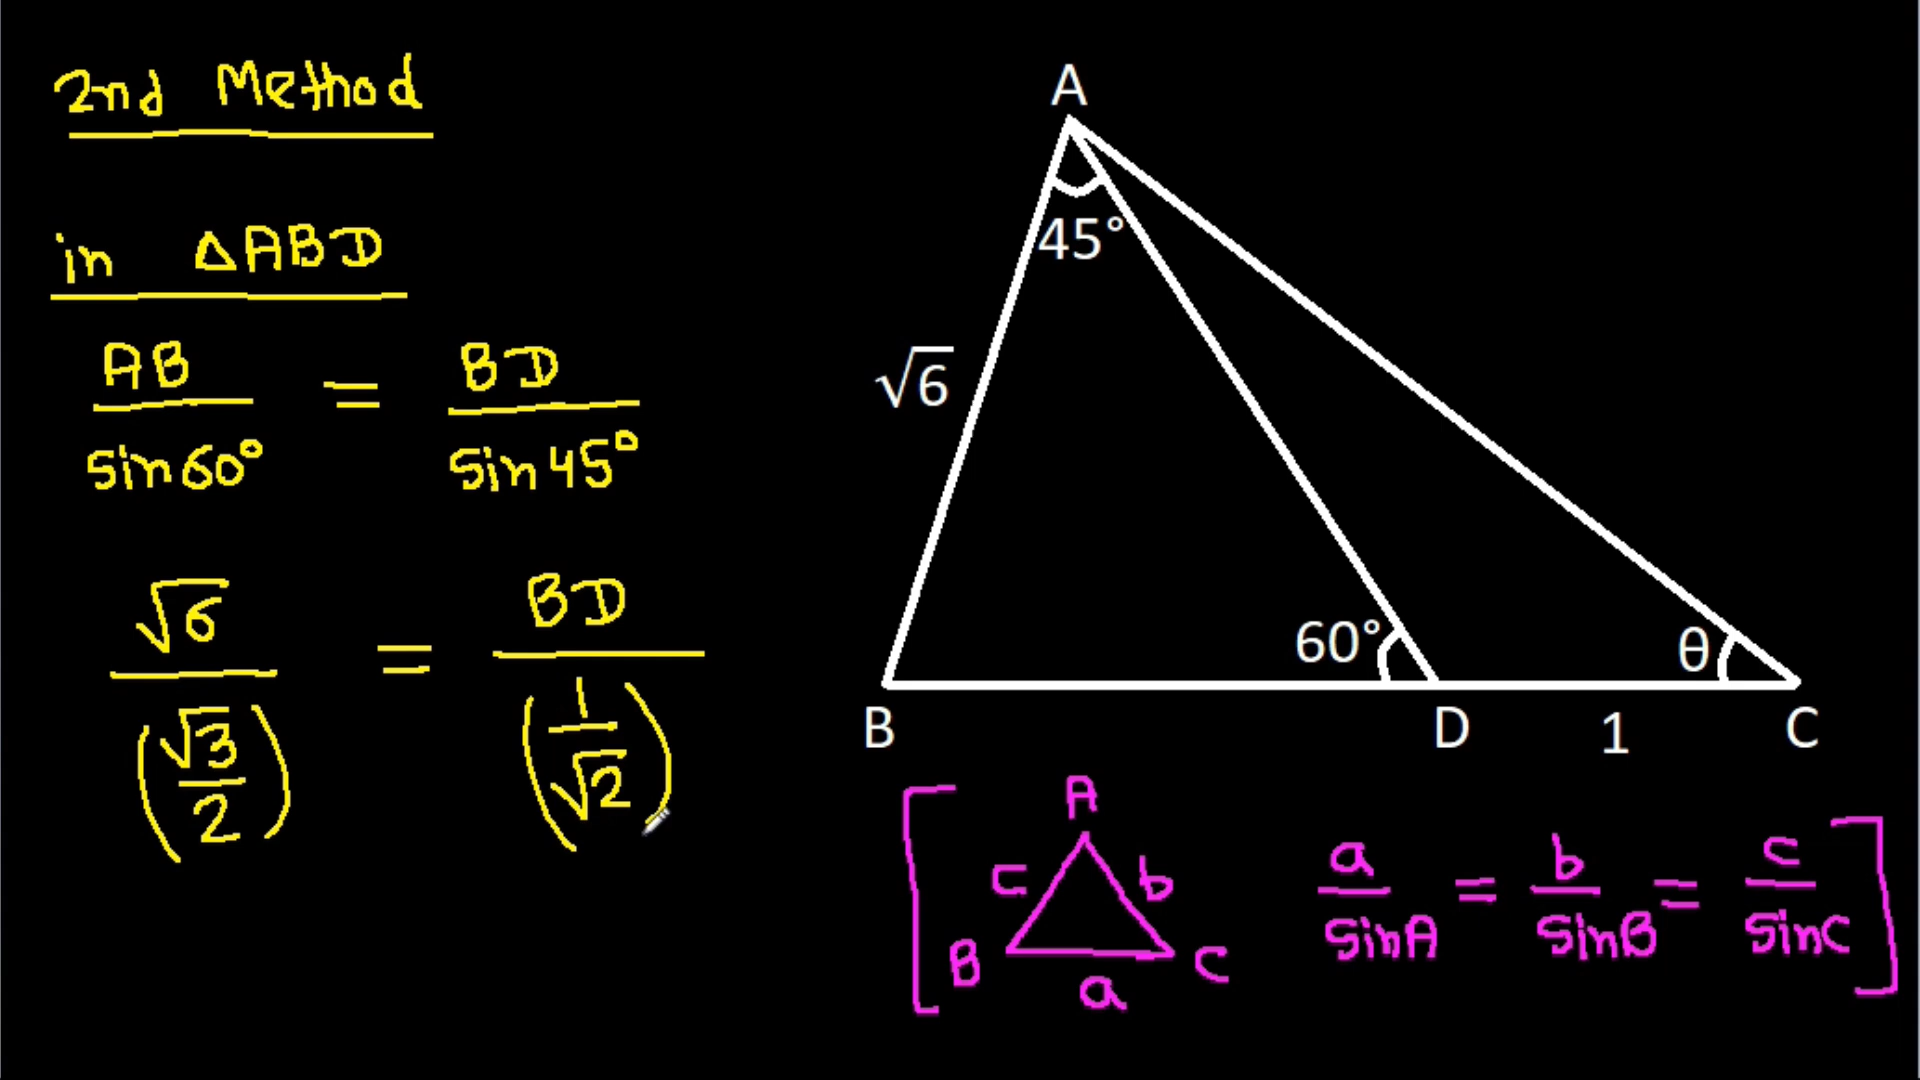 2nd Method
in ΔABD
AB/sin60° = BD/sin45°
√6/(√3/2) = BD/(1/√2)
A
45°
√6
60°
θ
B
D
1
C
A
c
b
B
C
a
[a/sinA = b/sinB = c/sinC]